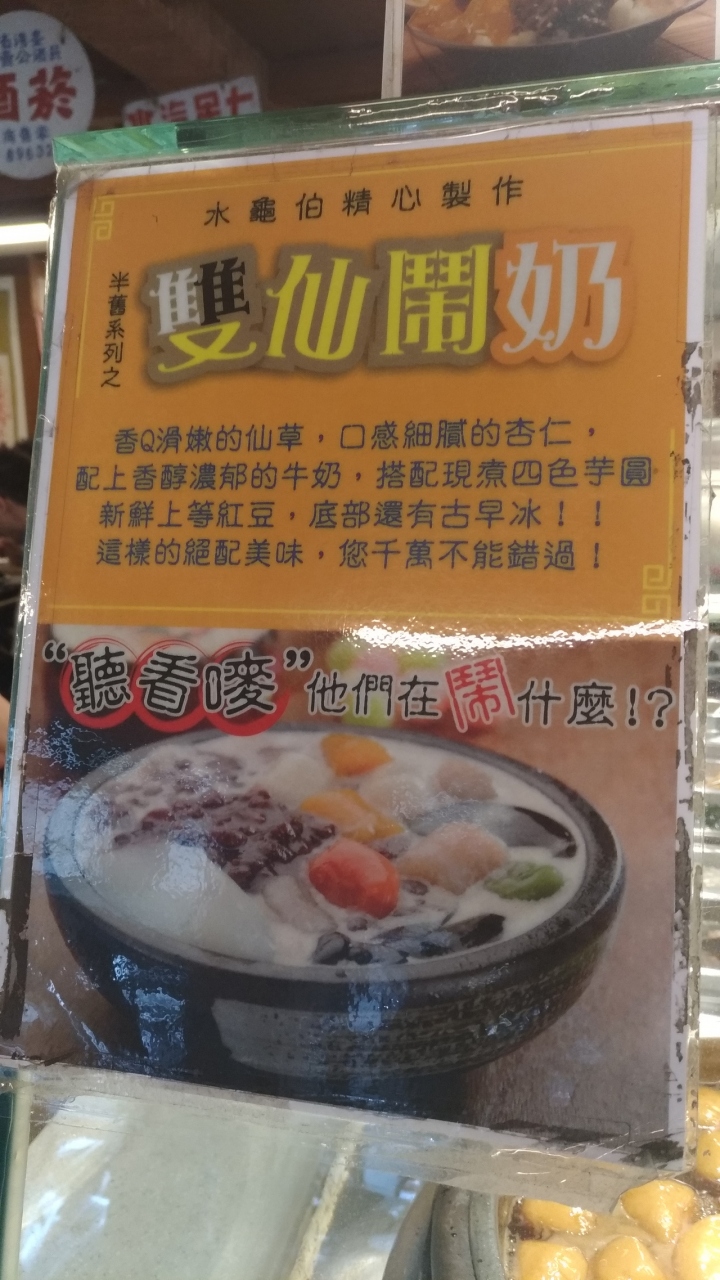 酒菸
水龜伯精心製作
半舊系列之
雙仙鬧奶
香Q滑嫩的仙草，口感細膩的杏仁，
配上香醇濃郁的牛奶，搭配現煮四色芋圓
新鮮上等紅豆，底部還有古早冰！！
這樣的絕配美味，您千萬不能錯過！
“聽看嘜”他們在鬧什麼！？